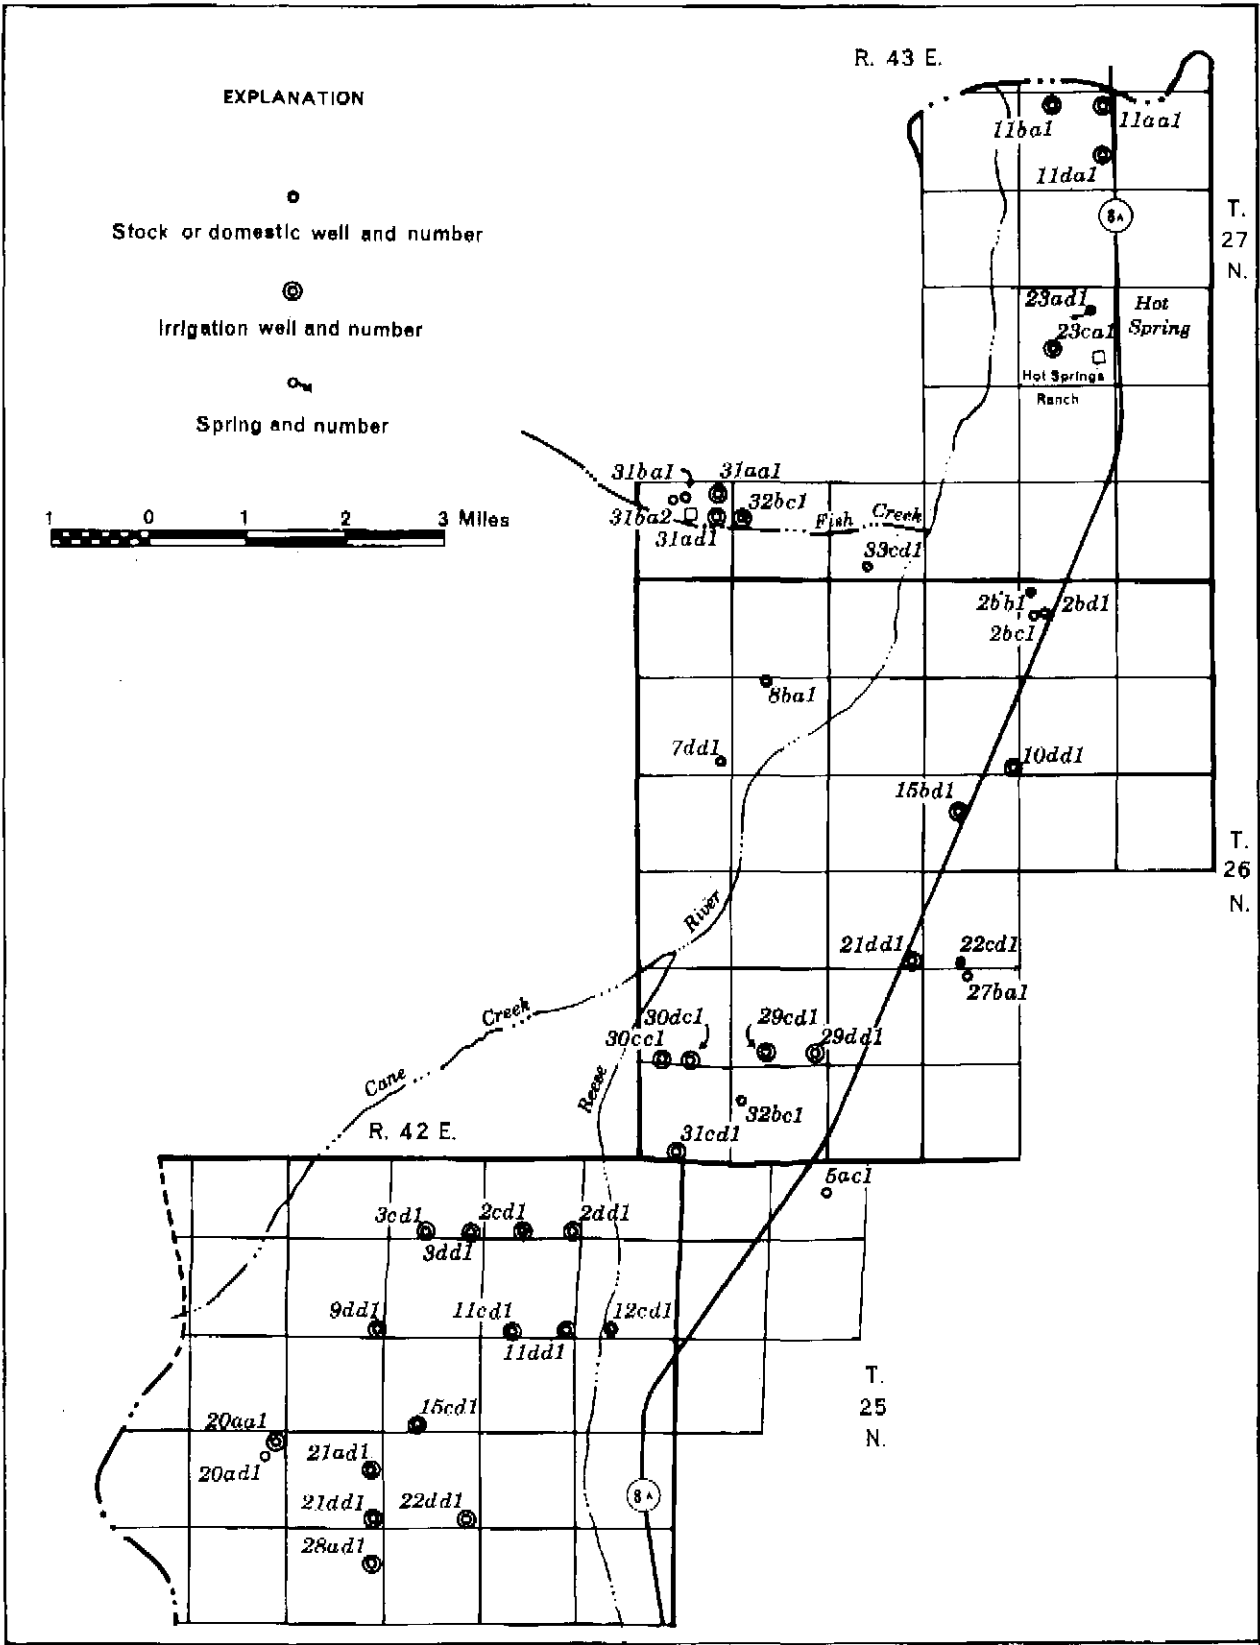 R. 43 E.
EXPLANATION
Stock or domestic well and number
Irrigation well and number
Spring and number
1 0 1 2 3 Miles
11ba1
11aa1
11da1
8A
T.
27
N.
23ad1
Hot
Spring
23ca1
Hot Springs
Ranch
31ba1
31aa1
31ba2
32bc1
31ad1
Fish Creek
33cd1
2bb1
2bd1
2bc1
8ba1
7dd1
10dd1
15bd1
T.
26
N.
River
21dd1
22cd1
27ba1
Creek
30dc1
29cd1
30cc1
29dd1
Cane
Reese
32bc1
R. 42 E.
31cd1
5ac1
3cd1
2cd1
2dd1
3dd1
9dd1
11cd1
12cd1
11dd1
T.
25
N.
15cd1
20aa1
20ad1
21ad1
21dd1
22dd1
8A
28ad1